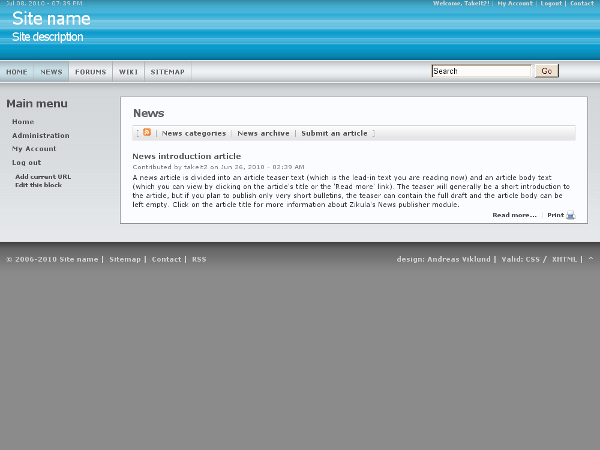 Jul 08, 2010 - 07:39 PM
Welcome, Takeit2! | My Account | Logout | Contact
Site name
Site description
HOME NEWS FORUMS WIKI SITEMAP
Search Go
Main menu
Home
Administration
My Account
Log out
Add current URL
Edit this block
News
[ | News categories | News archive | Submit an article ]
News introduction article
Contributed by takeit2 on Jun 26, 2010 - 02:39 AM
A news article is divided into an article teaser text (which is the lead-in text you are reading now) and an article body text
(which you can view by clicking on the article's title or the 'Read more' link). The teaser will generally be a short introduction to
the article, but if you plan to publish only very short bulletins, the teaser can contain the full draft and the article body can be
left empty. Click on the article title for more information about Zikula's News publisher module.
Read more... | Print
© 2006-2010 Site name | Sitemap | Contact | RSS
design: Andreas Viklund | Valid: CSS / XHTML | ^